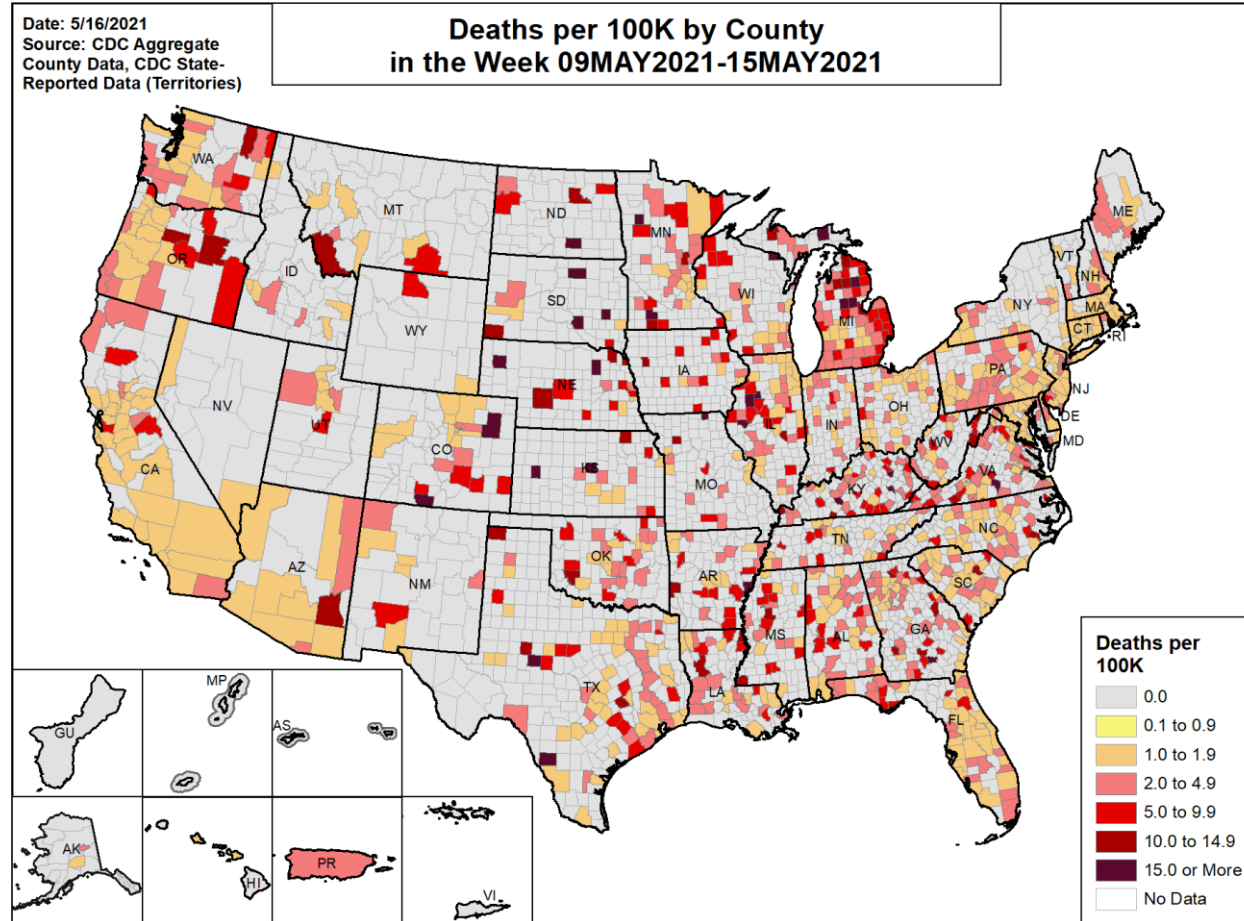 Date: 5/16/2021
Source: CDC Aggregate
County Data, CDC State-
Reported Data (Territories)
Deaths per 100K by County
in the Week 09MAY2021-15MAY2021
WA
MT
ND
MN
ME
OR
ID
SD
WI
MI
VT
NH
NY
MA
CT
RI
WY
IA
NE
PA
NJ
NV
UT
CO
IL
IN
OH
DE
MD
WV
VA
CA
KS
MO
KY
AZ
NM
OK
AR
TN
NC
SC
MS
AL
GA
TX
LA
FL
GU
MP
AS
AK
HI
PR
VI
Deaths per
100K
0.0
0.1 to 0.9
1.0 to 1.9
2.0 to 4.9
5.0 to 9.9
10.0 to 14.9
15.0 or More
No Data